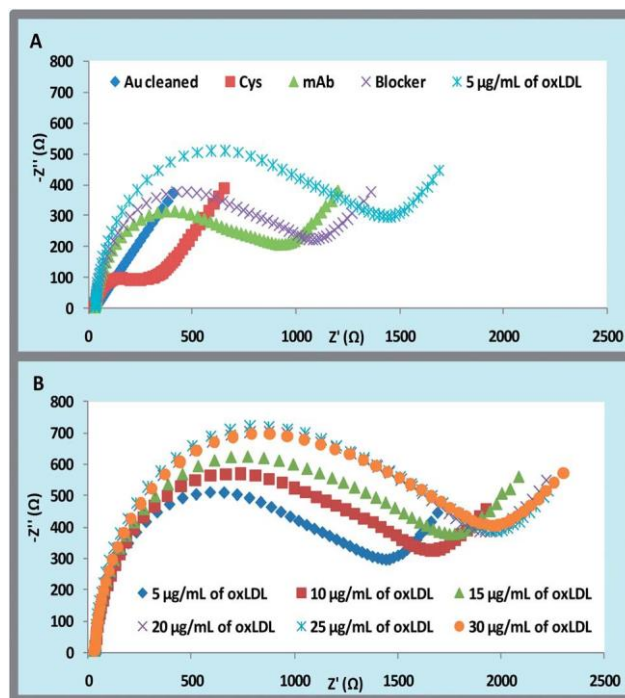 A
Au cleaned Cys mAb Blocker 5 µg/mL of oxLDL
800
700
600
500
400
300
200
100
0
-Z'' (Ω)
0 500 1000 1500 2000 2500
Z' (Ω)
B
800
700
600
500
400
300
200
100
0
-Z'' (Ω)
5 µg/mL of oxLDL 10 µg/mL of oxLDL 15 µg/mL of oxLDL
20 µg/mL of oxLDL 25 µg/mL of oxLDL 30 µg/mL of oxLDL
0 500 1000 1500 2000 2500
Z' (Ω)